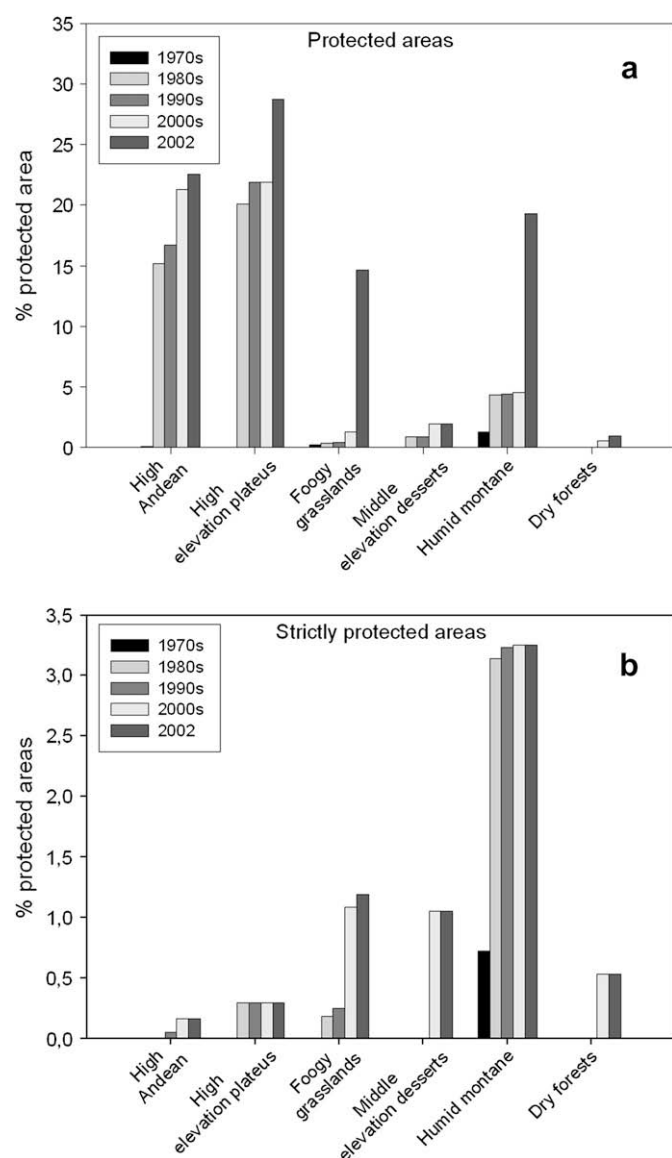 Protected areas
a
1970s
1980s
1990s
2000s
2002
35
30
25
20
15
10
5
0
% protected area
High
Andean
High
elevation plateus
Foogy
grasslands
Middle
elevation desserts
Humid montane
Dry forests
Strictly protected areas
b
1970s
1980s
1990s
2000s
2002
3,5
3,0
2,5
2,0
1,5
1,0
0,5
0,0
% protected areas
High
Andean
High
elevation plateus
Foogy
grasslands
Middle
elevation desserts
Humid montane
Dry forests